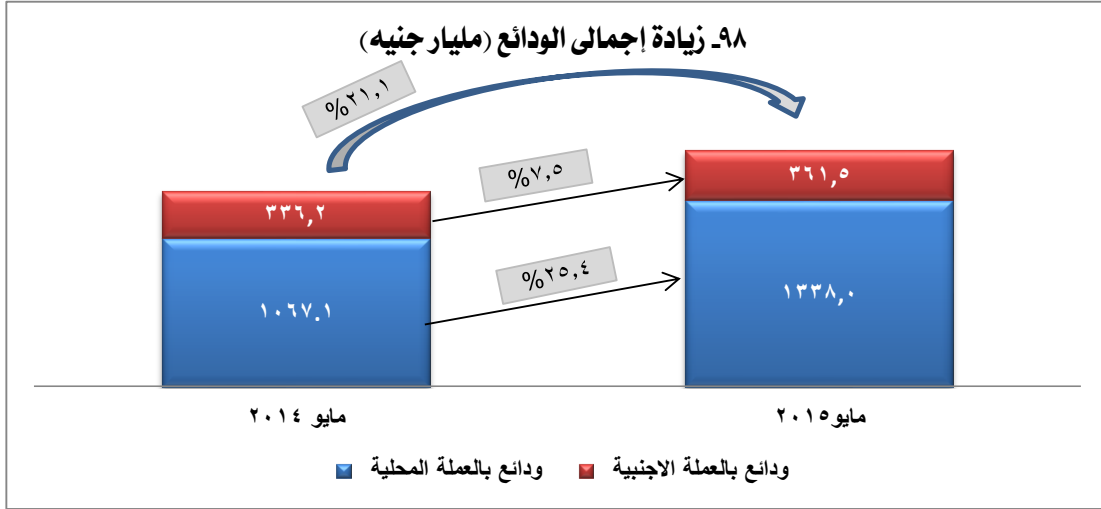 ٩٨ـ زيادة إجمالى الودائع (مليار جنيه)
%٢١,١
%٧,٥
٣٦١,٥
٣٣٦,٢
%٢٥,٤
١٣٣٨,٠
١٠٦٧.١
مايو ٢٠١٤
مايو٢٠١٥
ودائع بالعملة الاجنبية
ودائع بالعملة المحلية